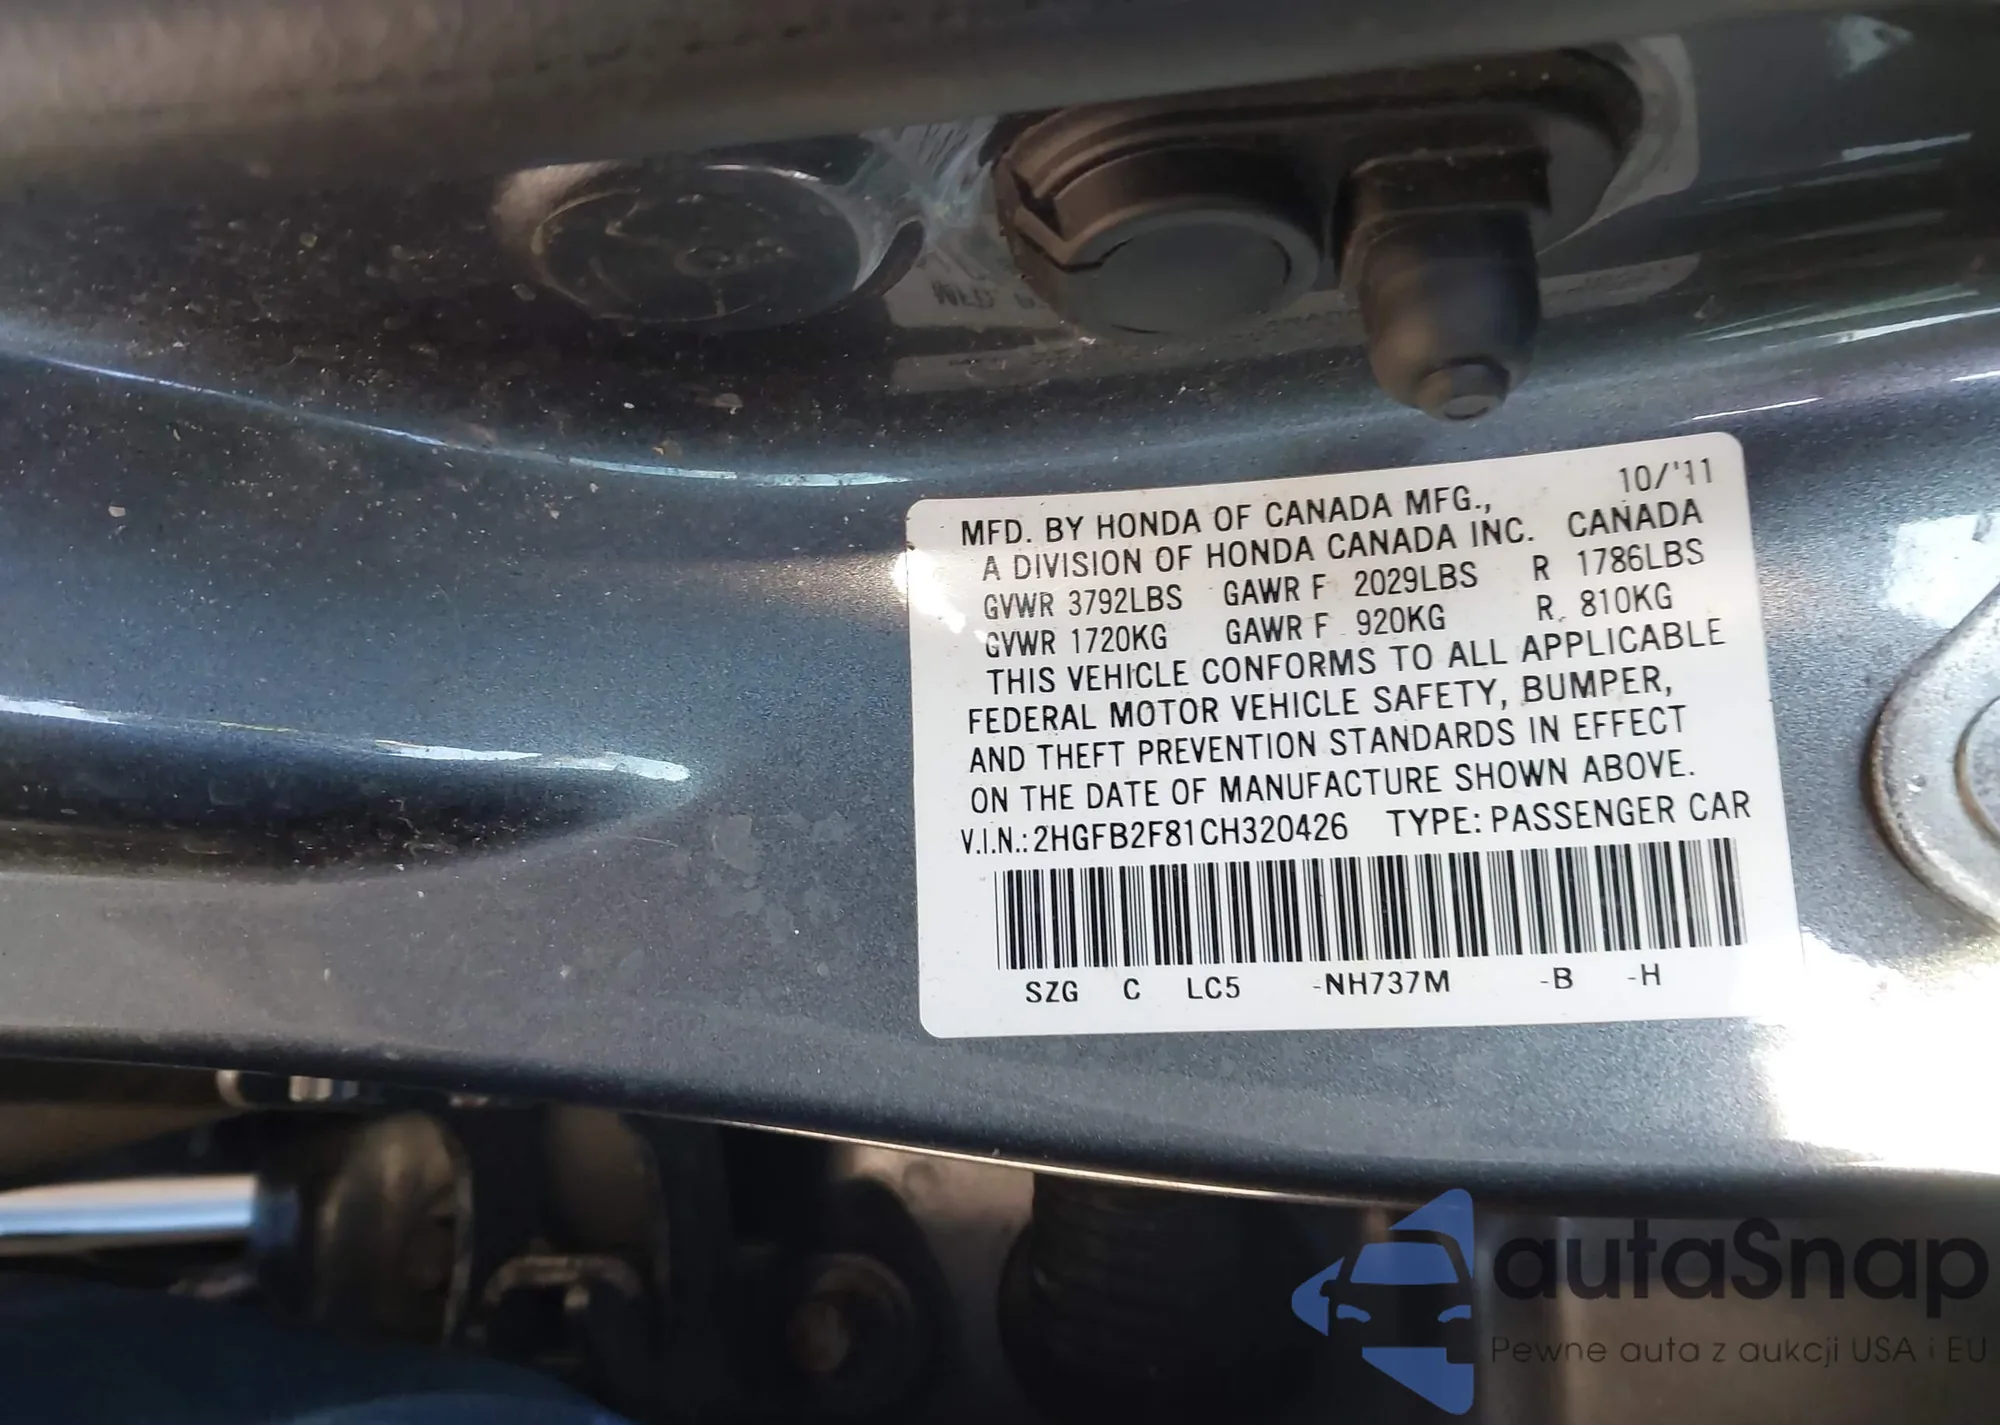 10/'11
MFD. BY HONDA OF CANADA MFG.,
A DIVISION OF HONDA CANADA INC. CANADA
GVWR 3792LBS GAWR F 2029LBS R 1786LBS
GVWR 1720KG GAWR F 920KG R 810KG
THIS VEHICLE CONFORMS TO ALL APPLICABLE
FEDERAL MOTOR VEHICLE SAFETY, BUMPER,
AND THEFT PREVENTION STANDARDS IN EFFECT
ON THE DATE OF MANUFACTURE SHOWN ABOVE.
V.I.N.: 2HGFB2F81CH320426 TYPE: PASSENGER CAR
SZG C LC5 -NH737M -B -H
autaSnap
Pewne auta z aukcji USA i EU